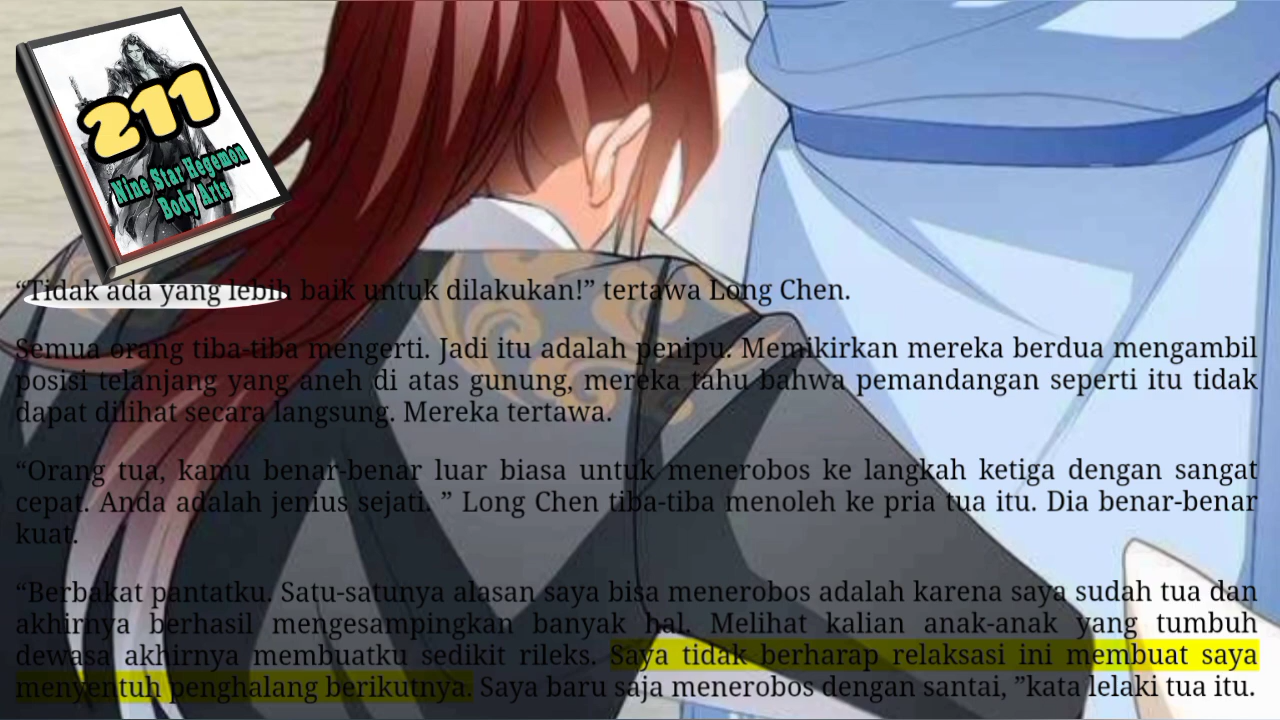 211
Nine Star Hegemon
Body Arts
“Tidak ada yang lebih baik untuk dilakukan!” tertawa Long Chen.
Semua orang tiba-tiba mengerti. Jadi itu adalah penipu. Memikirkan mereka berdua mengambil
posisi telanjang yang aneh di atas gunung, mereka tahu bahwa pemandangan seperti itu tidak
dapat dilihat secara langsung. Mereka tertawa.
“Orang tua, kamu benar-benar luar biasa untuk menerobos ke langkah ketiga dengan sangat
cepat. Anda adalah jenius sejati. ” Long Chen tiba-tiba menoleh ke pria tua itu. Dia benar-benar
kuat.
“Berbakat pantatku. Satu-satunya alasan saya bisa menerobos adalah karena saya sudah tua dan
akhirnya berhasil mengesampingkan banyak hal. Melihat kalian anak-anak yang tumbuh
dewasa akhirnya membuatku sedikit rileks. Saya tidak berharap relaksasi ini membuat saya
menyentuh penghalang berikutnya. Saya baru saja menerobos dengan santai, ”kata lelaki tua itu.